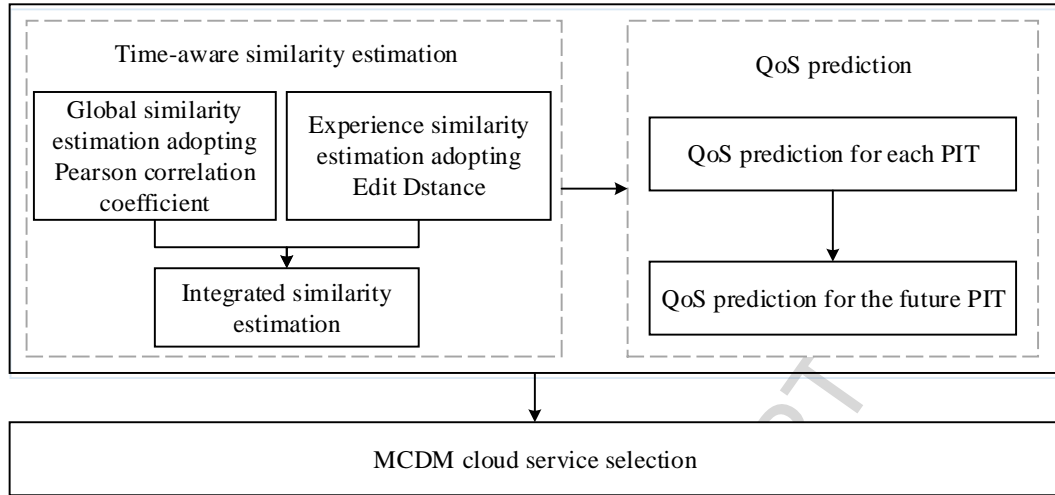 Time-aware similarity estimation
Global similarity
estimation adopting
Pearson correlation
coefficient
Experience similarity
estimation adopting
Edit Dstance
Integrated similarity
estimation
QoS prediction
QoS prediction for each PIT
QoS prediction for the future PIT
MCDM cloud service selection
PT